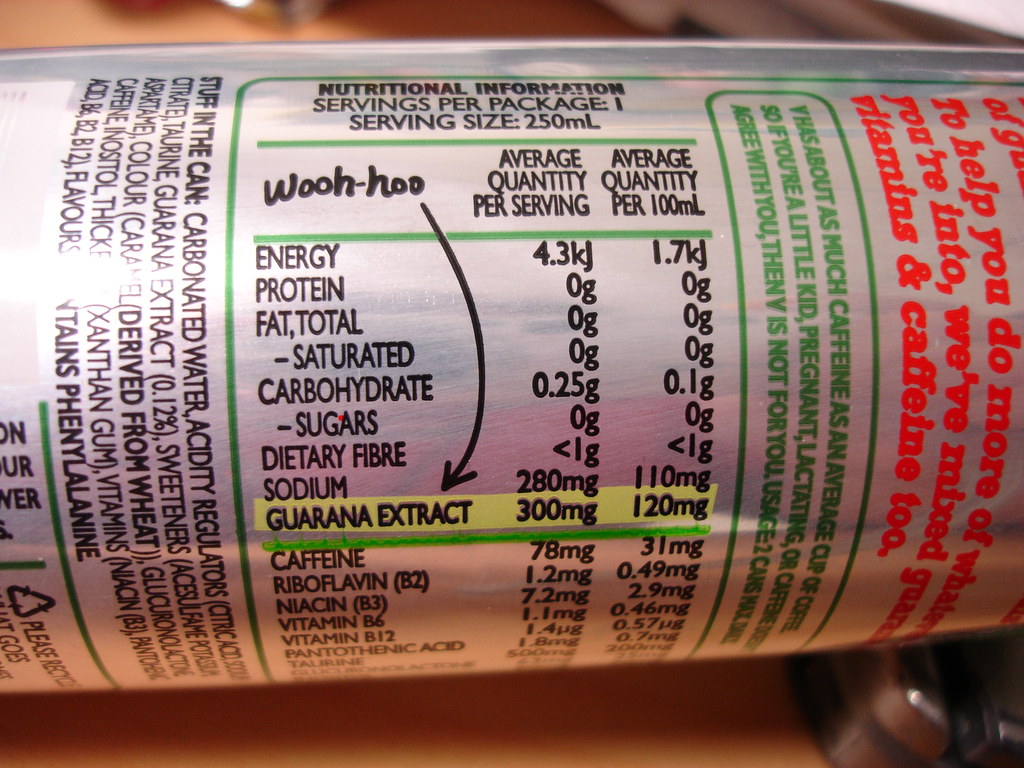 NUTRITIONAL INFORMATION
SERVINGS PER PACKAGE: 1
SERVING SIZE: 250mL
Wooh-hoo
AVERAGE QUANTITY PER SERVING
AVERAGE QUANTITY PER 100mL
ENERGY 4.3kJ 1.7kJ
PROTEIN 0g 0g
FAT, TOTAL 0g 0g
– SATURATED 0g 0g
CARBOHYDRATE 0.25g 0.1g
– SUGARS 0g 0g
DIETARY FIBRE <1g <1g
SODIUM 280mg 110mg
GUARANA EXTRACT 300mg 120mg
CAFFEINE 78mg 31mg
RIBOFLAVIN (B2) 1.2mg 0.49mg
NIACIN (B3) 7.2mg 2.9mg
VITAMIN B6 1.1mg 0.46mg
VITAMIN B12 1.4µg 0.57µg
PANTOTHENIC ACID 1.8mg 0.7mg
TAURINE 500mg 200mg
GLUCURONOLACTONE
STUFF IN THE CAN: CARBONATED WATER, ACIDITY REGULATORS (CITRIC ACID,
CITRATE), TAURINE, GUARANA EXTRACT (0.12%), SWEETENERS (ACESULFAME POTASSIUM
ASPARTAME), COLOUR (CARAMEL (DERIVED FROM WHEAT)), GLUCURONOLACTONE
CAFFEINE, INOSITOL, (XANTHAN GUM), VITAMINS (NIACIN (B3), PANTOTHENIC
ACID, B6, B2, B12), FLAVOURS
PHENYLALANINE
V HAS ABOUT AS MUCH CAFFEINE AS AN AVERAGE CUP OF COFFEE
SO IF YOU'RE A LITTLE KID, PREGNANT, LACTATING, OR CAFFEINE
AGREE WITH YOU, THEN V IS NOT FOR YOU. USAGE 2 CANS MAX. DAILY
To help you do more of
you're into, we've mixed
vitamins & caffeine too.
PLEASE RECYCLE
WHAT GOES